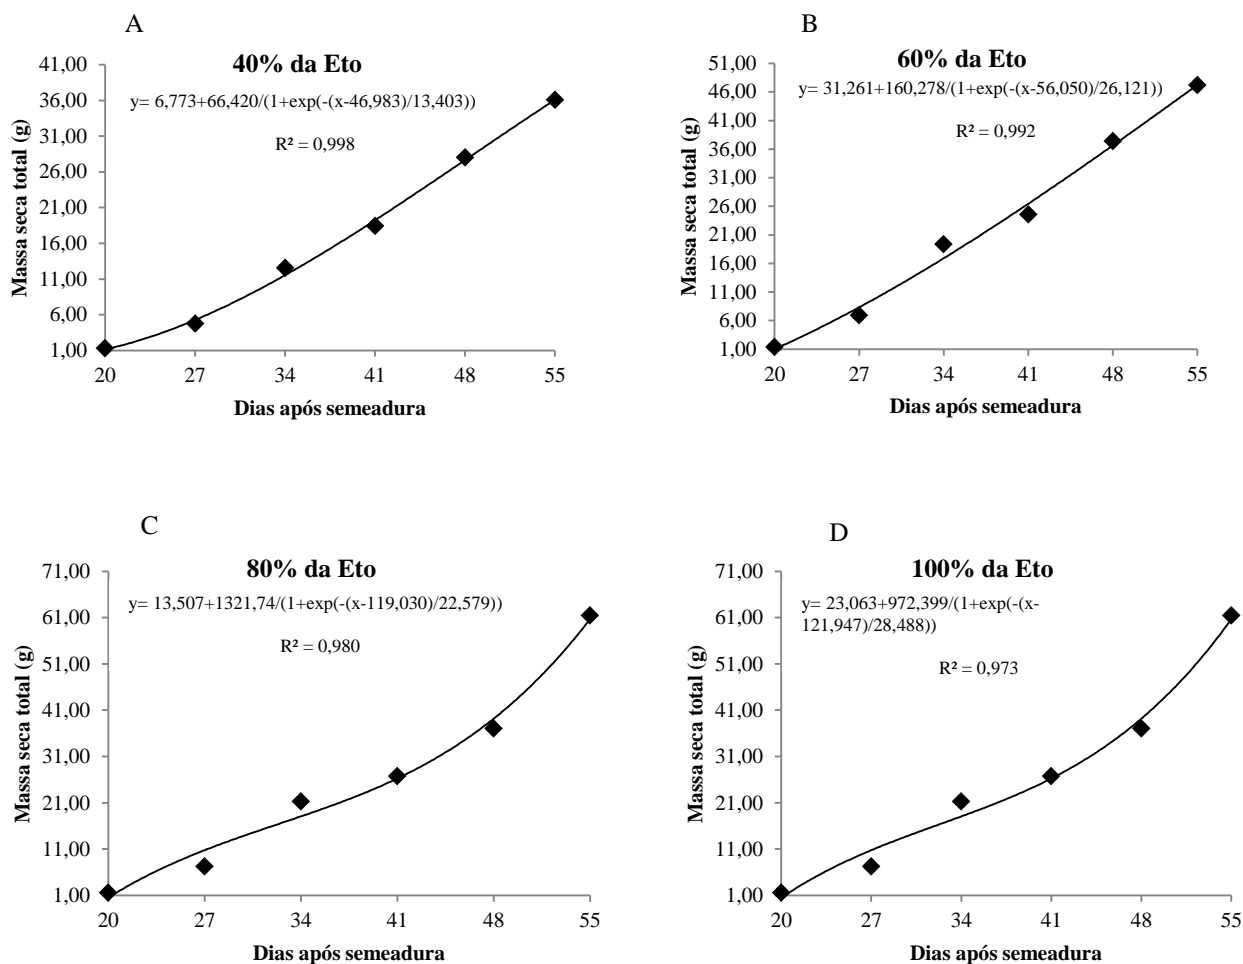 A
40% da Eto
y= 6,773+66,420/(1+exp(-(x-46,983)/13,403))
R² = 0,998
Massa seca total (g)
41,00
36,00
31,00
26,00
21,00
16,00
11,00
6,00
1,00
20 27 34 41 48 55
Dias após semeadura
B
60% da Eto
y= 31,261+160,278/(1+exp(-(x-56,050)/26,121))
R² = 0,992
Massa seca total (g)
51,00
46,00
41,00
36,00
31,00
26,00
21,00
16,00
11,00
6,00
1,00
20 27 34 41 48 55
Dias após semeadura
C
80% da Eto
y= 13,507+1321,74/(1+exp(-(x-119,030)/22,579))
R² = 0,980
Massa seca total (g)
71,00
61,00
51,00
41,00
31,00
21,00
11,00
1,00
20 27 34 41 48 55
Dias após semeadura
D
100% da Eto
y= 23,063+972,399/(1+exp(-(x-
121,947)/28,488))
R² = 0,973
Massa seca total (g)
71,00
61,00
51,00
41,00
31,00
21,00
11,00
1,00
20 27 34 41 48 55
Dias após semeadura